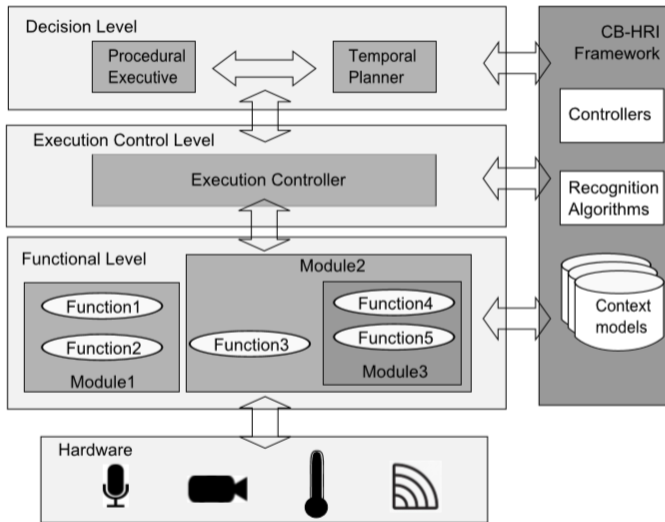 Decision Level
Procedural
Executive
Temporal
Planner
CB-HRI
Framework
Controllers
Execution Control Level
Execution Controller
Recognition
Algorithms
Functional Level
Module2
Function1
Function2
Module1
Function3
Function4
Function5
Module3
Context
models
Hardware